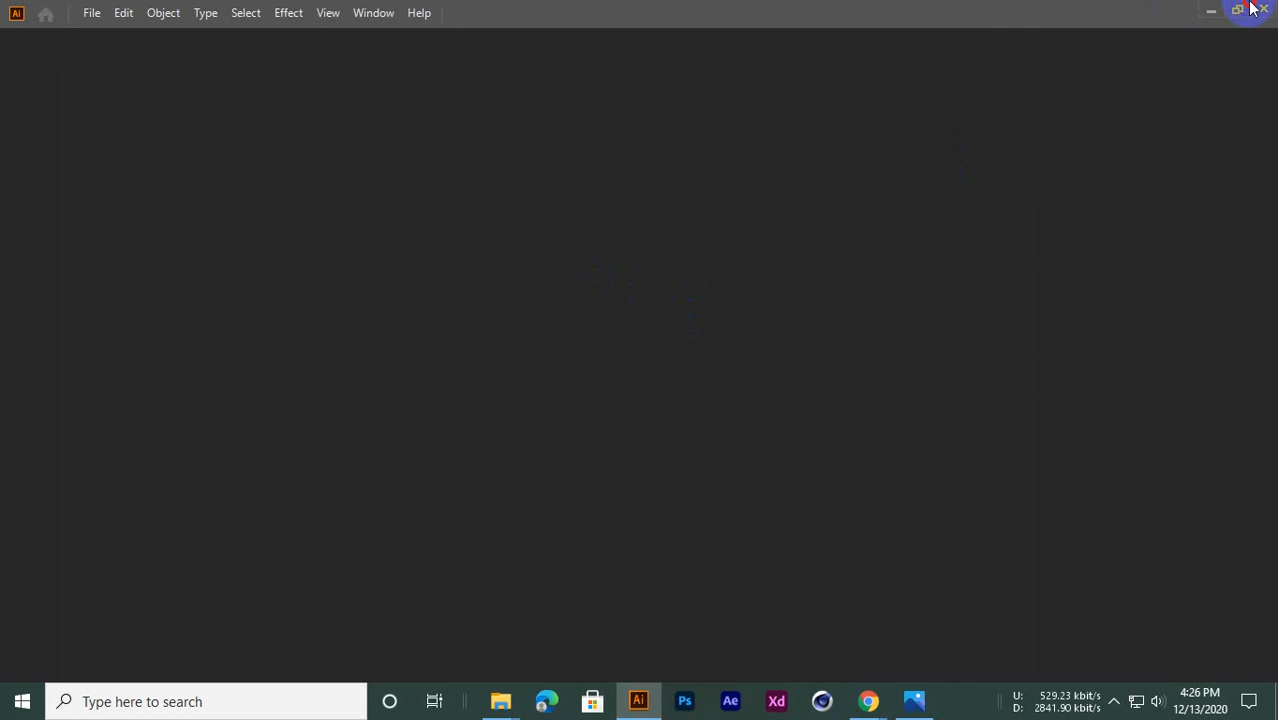 Ai File Edit Object Type Select Effect View Window Help
Type here to search
Ai Ps Ae Xd
U: 529.23 kbit/s
D: 2841.90 kbit/s
4:26 PM
12/13/2020